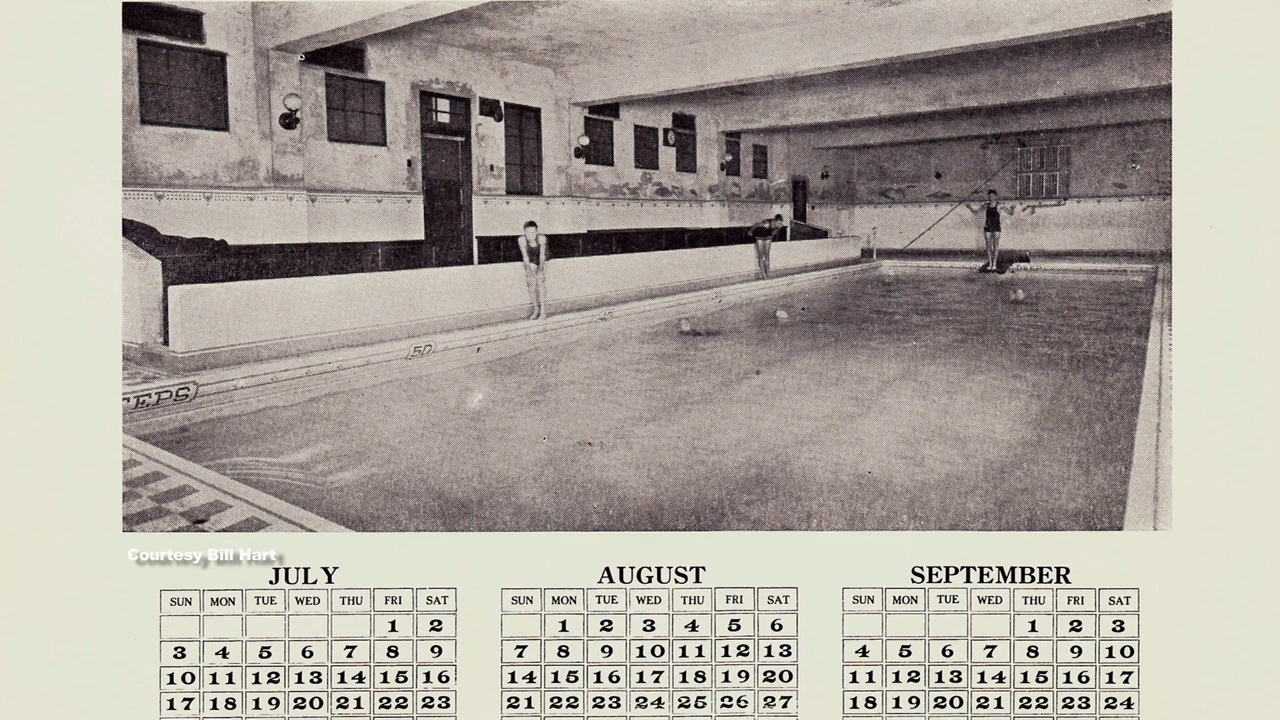 TEPS
5D
Courtesy Bill Hart
JULY AUGUST SEPTEMBER
SUN MON TUE WED THU FRI SAT SUN MON TUE WED THU FRI SAT SUN MON TUE WED THU FRI SAT
1 2 1 2 3 4 5 6 1 2 3
3 4 5 6 7 8 9 7 8 9 10 11 12 13 4 5 6 7 8 9 10
10 11 12 13 14 15 16 14 15 16 17 18 19 20 11 12 13 14 15 16 17
17 18 19 20 21 22 23 21 22 23 24 25 26 27 18 19 20 21 22 23 24